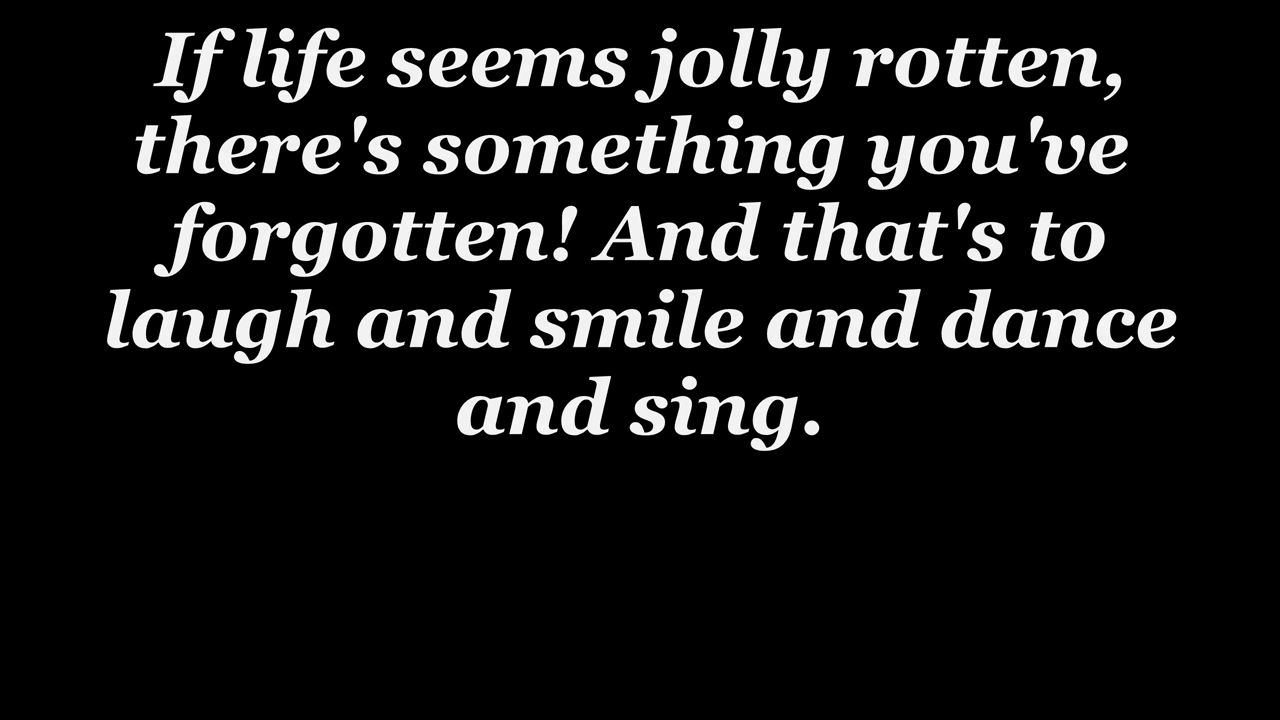 If life seems jolly rotten,
there's something you've
forgotten! And that's to
laugh and smile and dance
and sing.